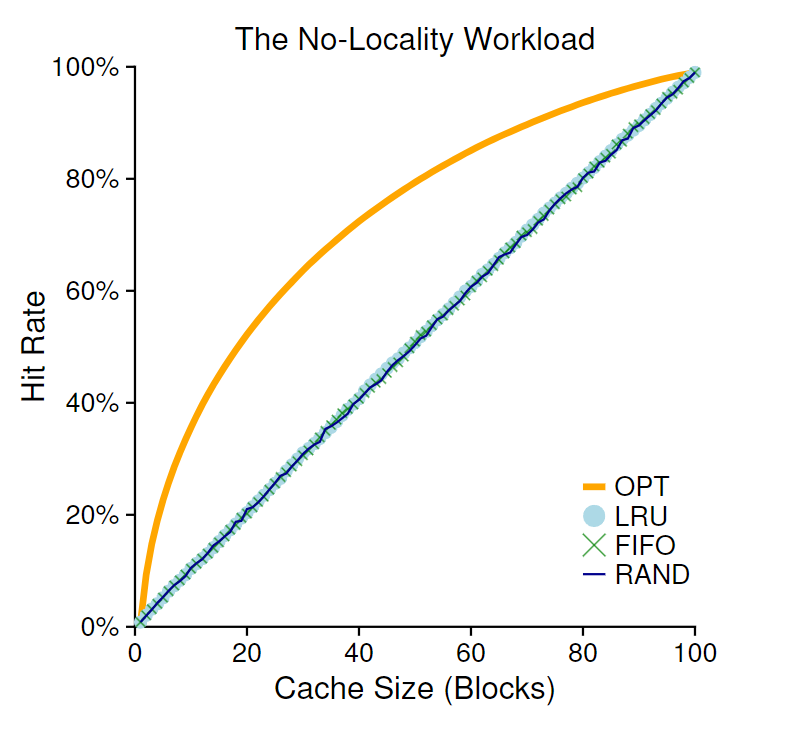 The No-Locality Workload
100%
80%
60%
40%
20%
0%
Hit Rate
OPT
LRU
FIFO
RAND
0 20 40 60 80 100
Cache Size (Blocks)